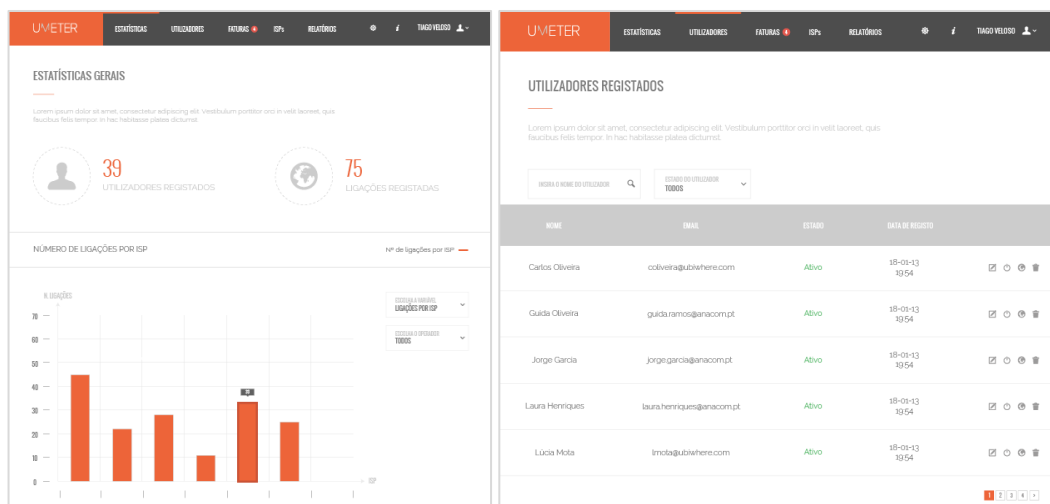 UMETER
ESTATÍSTICAS UTILIZADORES FATURAS ISPs RELATÓRIOS i TIAGO VELOSO
ESTATÍSTICAS GERAIS
Lorem ipsum dolor sit amet, consectetur adipiscing elit. Vestibulum porttitor orci in velit laoreet, quis
faucibus felis tempor. In hac habitasse platea dictumst.
39
UTILIZADORES REGISTADOS
75
LIGAÇÕES REGISTADAS
NÚMERO DE LIGAÇÕES POR ISP
Nº de ligações por ISP
N. LIGAÇÕES
ESCOLHA A VARIÁVEL
LIGAÇÕES POR ISP
ESCOLHA O OPERADOR
TODOS
70
60
50
40
30
20
10
0
ISP
UMETER
ESTATÍSTICAS UTILIZADORES FATURAS 4 ISPs RELATÓRIOS i TIAGO VELOSO
UTILIZADORES REGISTADOS
Lorem ipsum dolor sit amet, consectetur adipiscing elit. Vestibulum porttitor orci in velit laoreet, quis
faucibus felis tempor. In hac habitasse platea dictumst.
INSIRA O NOME DO UTILIZADOR
ESTADO DO UTILIZADOR
TODOS
NOME EMAIL ESTADO DATA DE REGISTO
Carlos Oliveira coliveira@ubiwhere.com Ativo 18-01-13
19:54
Guida Oliveira guida.ramos@anacom.pt Ativo 18-01-13
19:54
Jorge Garcia jorge.garcia@anacom.pt Ativo 18-01-13
19:54
Laura Henriques laura.henriques@anacom.pt Ativo 18-01-13
19:54
Lúcia Mota lmota@ubiwhere.com Ativo 18-01-13
19:54
1 2 3 4 >